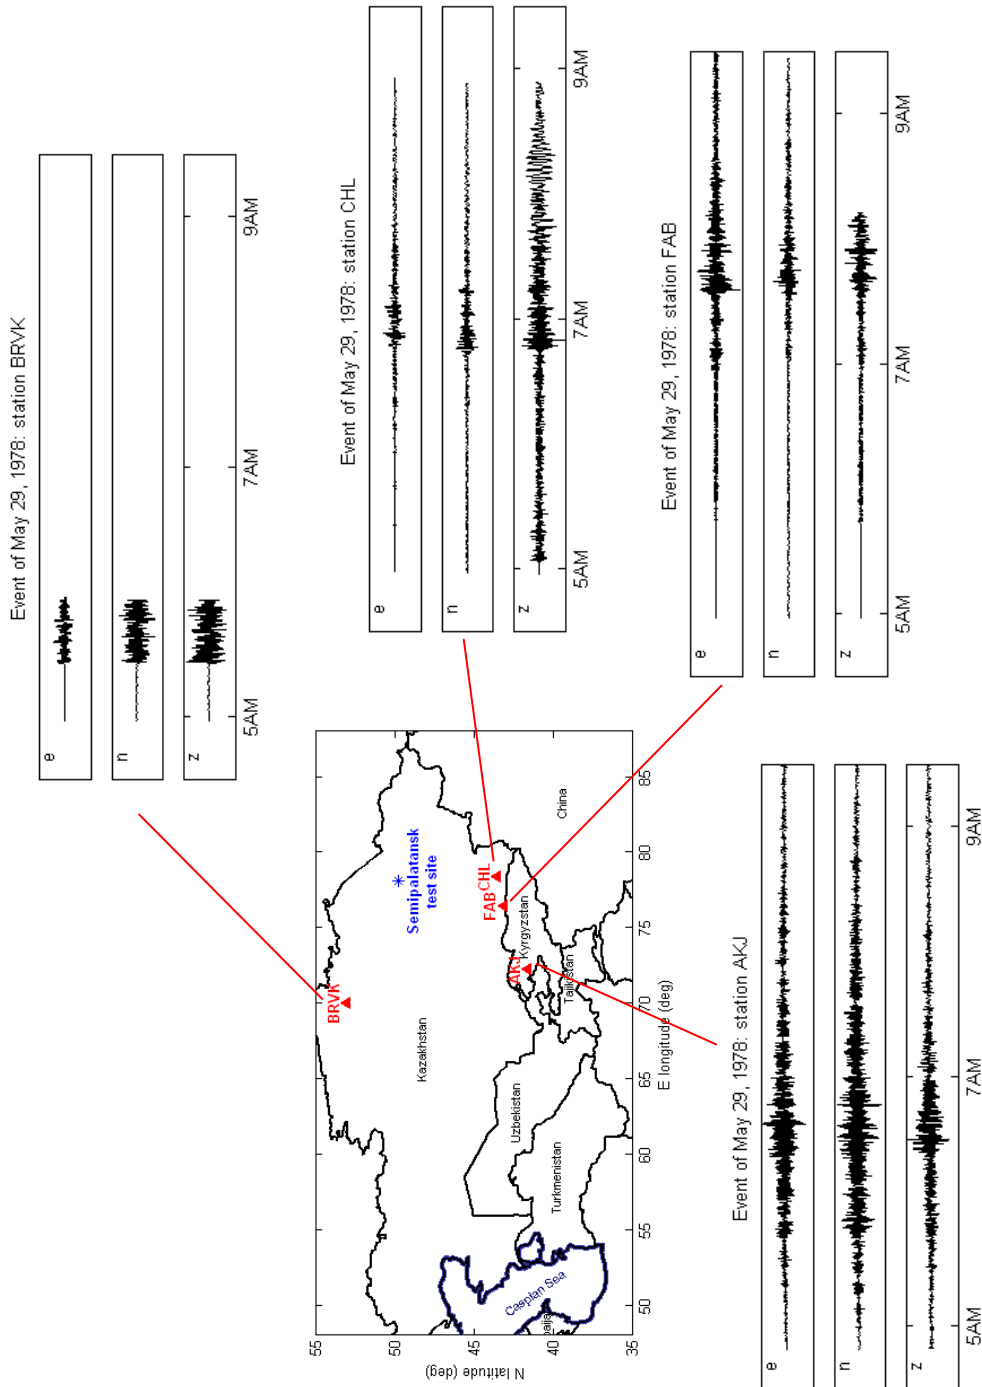 Event of May 29, 1978: station BRVK
e
n
z
5AM 7AM 9AM
Event of May 29, 1978: station CHL
e
n
z
5AM 7AM 9AM
Event of May 29, 1978: station FAB
e
n
z
5AM 7AM 9AM
Event of May 29, 1978: station AKJ
e
n
z
5AM 7AM 9AM
N latitude (deg)
55
50
45
40
35
50 55 60 65 70 75 80 85
E longitude (deg)
BRVK
Semipalatansk
test site
*
FAB
CHL
AKJ
Kazakhstan
Uzbekistan
Turkmenistan
Kyrgyzstan
Tajikistan
China
Caspian Sea